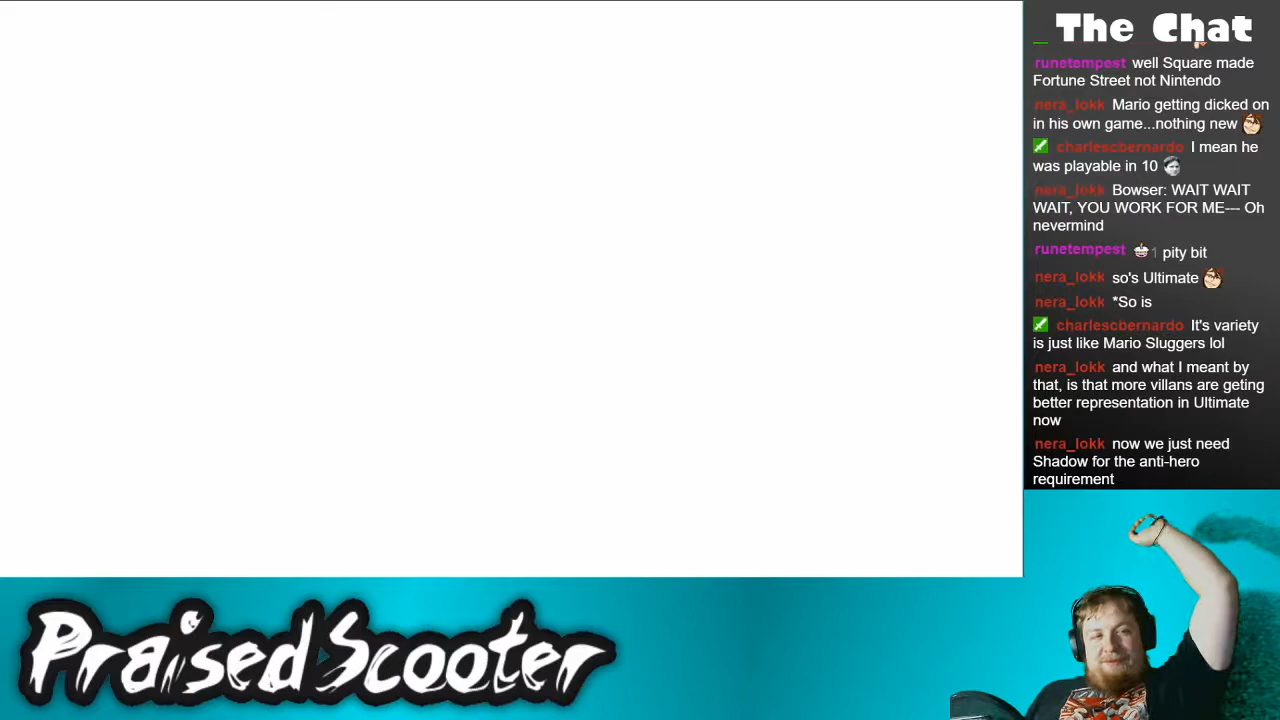 The Chat
runetempest well Square made
Fortune Street not Nintendo
nera_lokk Mario getting dicked on
in his own game...nothing new
charlescbernardo I mean he
was playable in 10
nera_lokk Bowser: WAIT WAIT
WAIT, YOU WORK FOR ME--- Oh
nevermind
runetempest 1 pity bit
nera_lokk so's Ultimate
nera_lokk *So is
charlescbernardo It's variety
is just like Mario Sluggers lol
nera_lokk and what I meant by
that, is that more villans are geting
better representation in Ultimate
now
nera_lokk now we just need
Shadow for the anti-hero
requirement
PraisedScooter